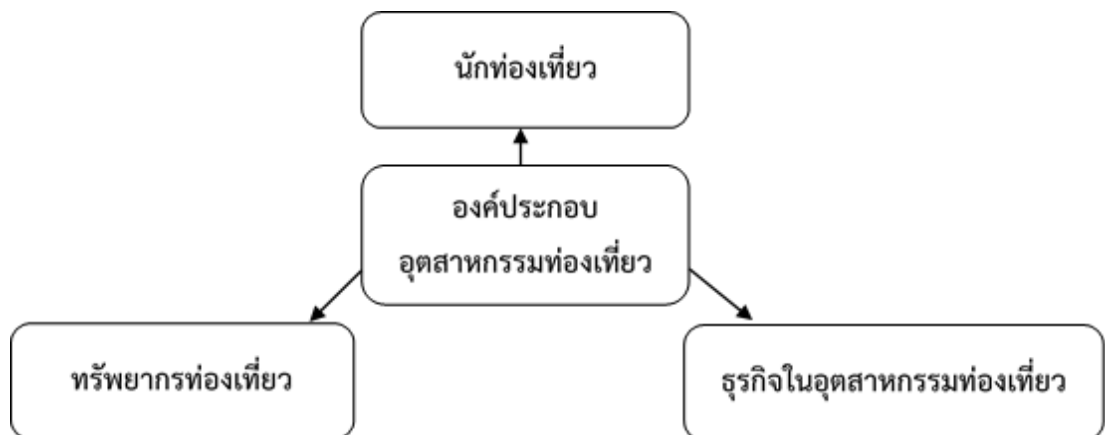 นักท่องเที่ยว
องค์ประกอบ
อุตสาหกรรมท่องเที่ยว
ทรัพยากรท่องเที่ยว
ธุรกิจในอุตสาหกรรมท่องเที่ยว